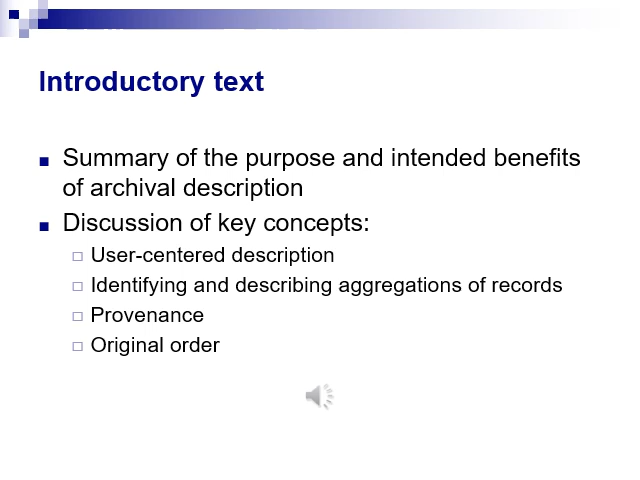 Introductory text
Summary of the purpose and intended benefits
of archival description
Discussion of key concepts:
User-centered description
Identifying and describing aggregations of records
Provenance
Original order